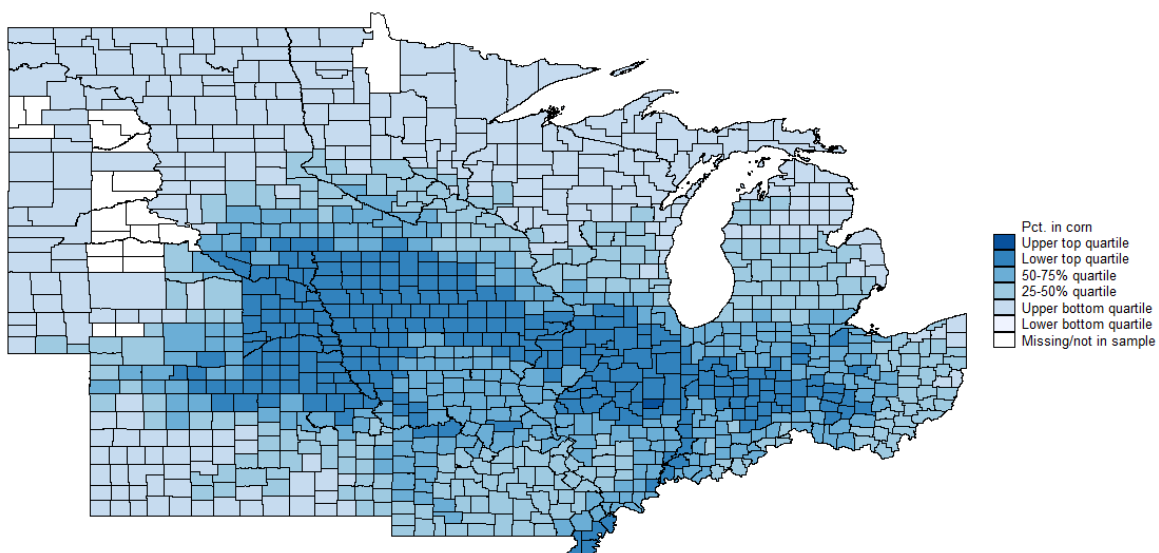 Pct. in corn
Upper top quartile
Lower top quartile
50-75% quartile
25-50% quartile
Upper bottom quartile
Lower bottom quartile
Missing/not in sample